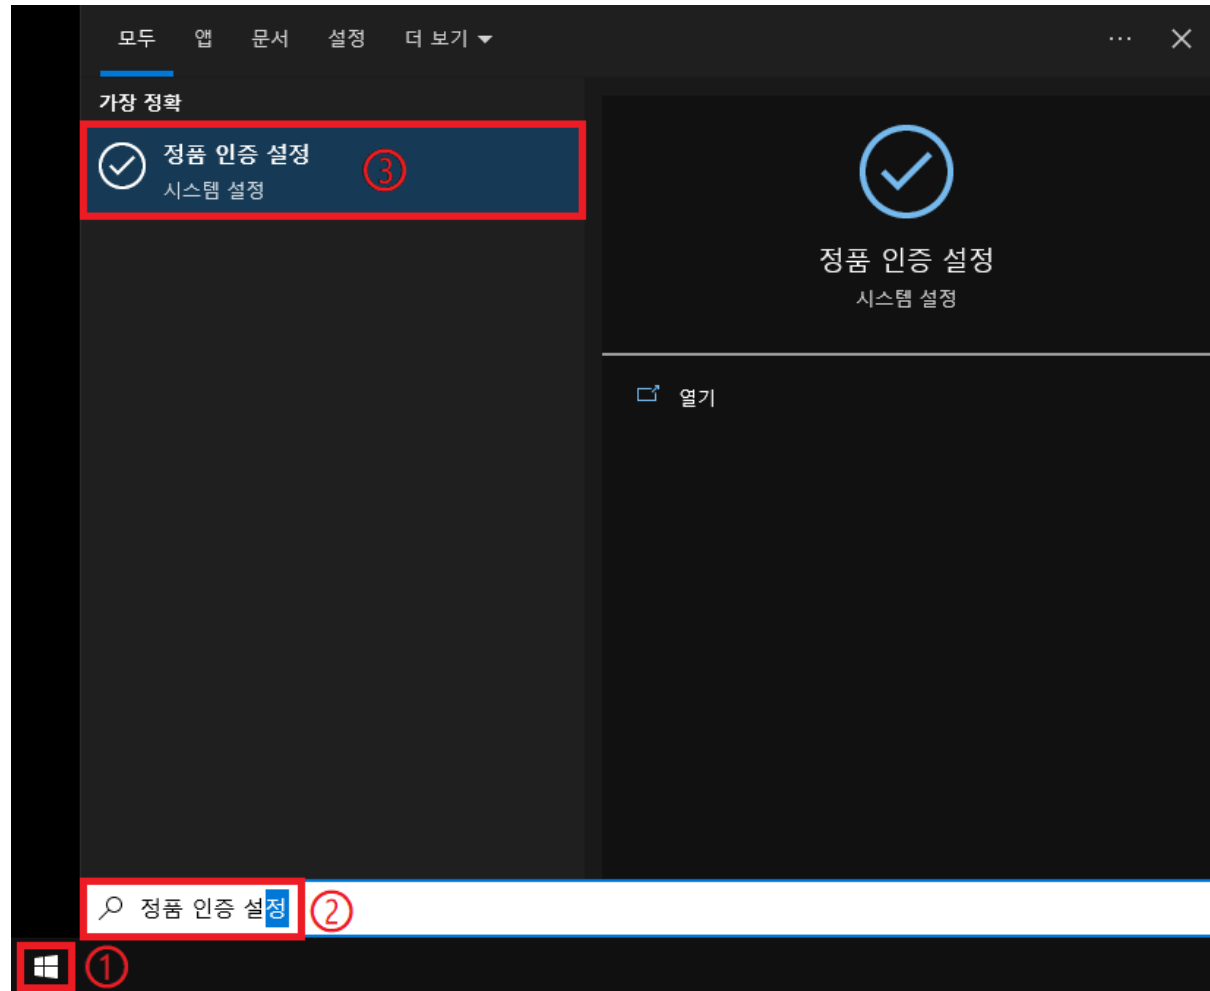 모두 앱 문서 설정 더 보기
가장 정확
정품 인증 설정
시스템 설정
③
정품 인증 설정
시스템 설정
열기
정품 인증 설정 ②
①